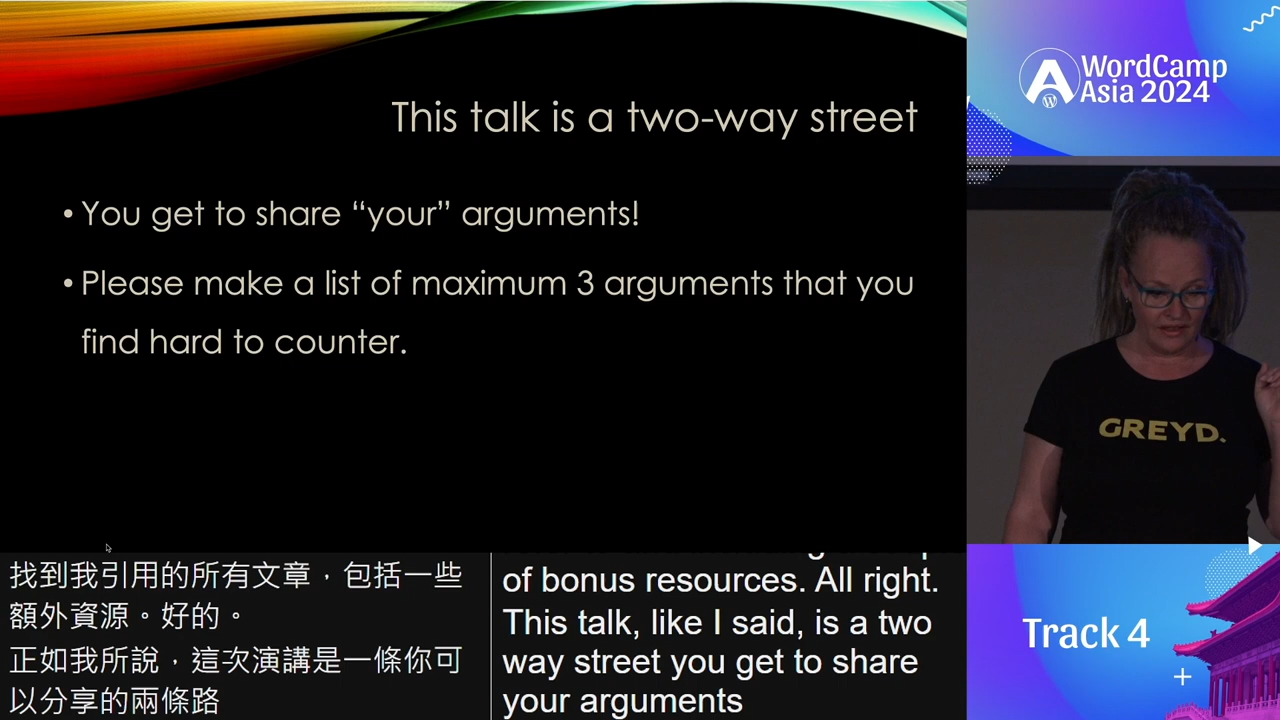 This talk is a two-way street
• You get to share “your” arguments!
• Please make a list of maximum 3 arguments that you
find hard to counter.
WordCamp
Asia 2024
GREYD.
找到我引用的所有文章，包括一些
額外資源。好的。
正如我所說，這次演講是一條你可
以分享的兩條路
of bonus resources. All right.
This talk, like I said, is a two
way street you get to share
your arguments
Track 4